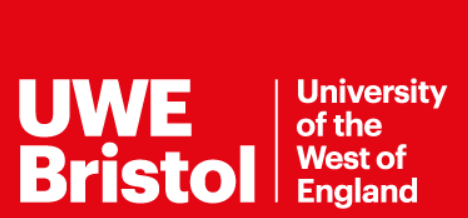 UWE
Bristol
University
of the
West of
England